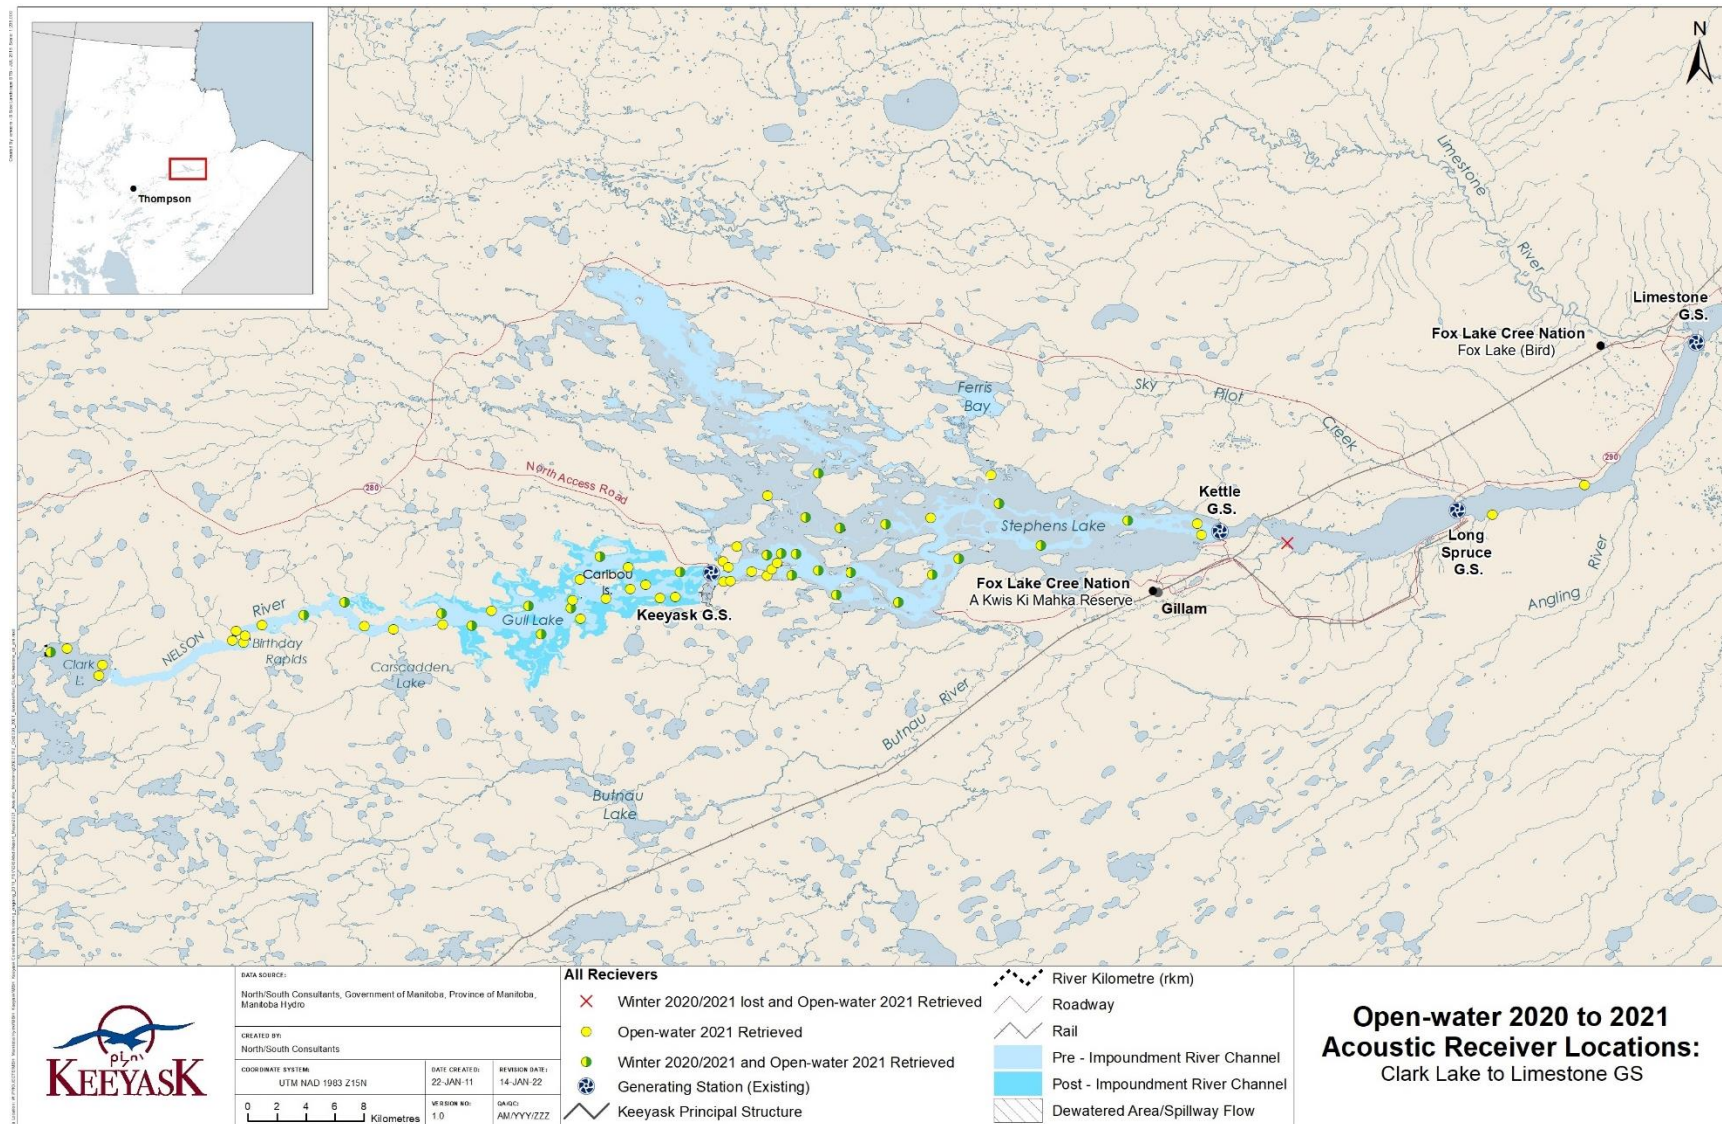 N
Thompson
Limestone
River
Limestone
G.S.
Fox Lake Cree Nation
Fox Lake (Bird)
Ferris
Bay
Sky Pilot
Creek
280
North Access Road
280
Kettle
G.S.
Stephens Lake
Long
Spruce
G.S.
Caribou
Is.
Fox Lake Cree Nation
A Kwis Ki Mahka Reserve
Gillam
Angling
River
Keeyask G.S.
Gull Lake
NELSON
River
Birthday
Rapids
Clark
L.
Carscadden
Lake
Butnau River
Butnau
Lake
KEEYASK
DATA SOURCE:
North/South Consultants, Government of Manitoba, Province of Manitoba,
Manitoba Hydro
CREATED BY:
North/South Consultants
COORDINATE SYSTEM:
UTM NAD 1983 Z15N
DATE CREATED:
22-JAN-11
REVISION DATE:
14-JAN-22
0 2 4 6 8 Kilometres
VERSION NO:
1.0
QA/QC:
AM/YYY/ZZZ
All Recievers
Winter 2020/2021 lost and Open-water 2021 Retrieved
Open-water 2021 Retrieved
Winter 2020/2021 and Open-water 2021 Retrieved
Generating Station (Existing)
Keeyask Principal Structure
River Kilometre (rkm)
Roadway
Rail
Pre - Impoundment River Channel
Post - Impoundment River Channel
Dewatered Area/Spillway Flow
Open-water 2020 to 2021
Acoustic Receiver Locations:
Clark Lake to Limestone GS